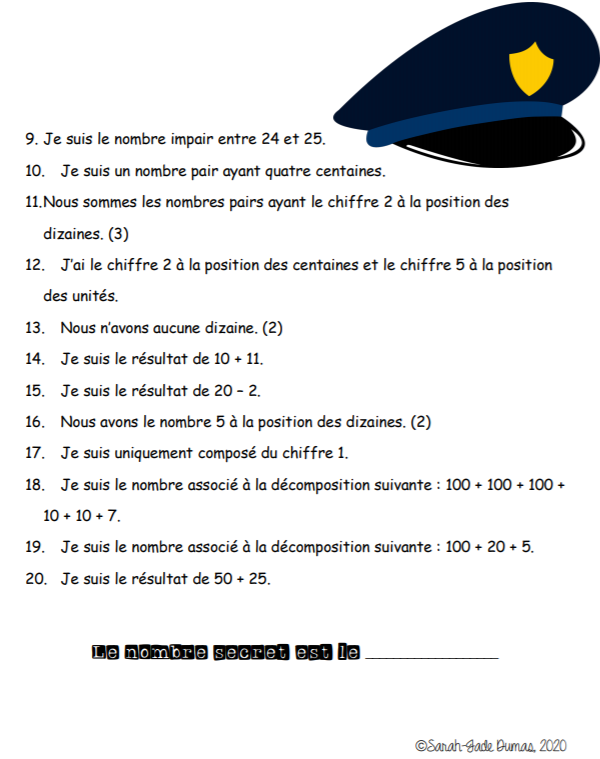 9. Je suis le nombre impair entre 24 et 25.
10. Je suis un nombre pair ayant quatre centaines.
11.Nous sommes les nombres pairs ayant le chiffre 2 à la position des
dizaines. (3)
12. J'ai le chiffre 2 à la position des centaines et le chiffre 5 à la position
des unités.
13. Nous n'avons aucune dizaine. (2)
14. Je suis le résultat de 10 + 11.
15. Je suis le résultat de 20 – 2.
16. Nous avons le nombre 5 à la position des dizaines. (2)
17. Je suis uniquement composé du chiffre 1.
18. Je suis le nombre associé à la décomposition suivante : 100 + 100 + 100 +
10 + 10 + 7.
19. Je suis le nombre associé à la décomposition suivante : 100 + 20 + 5.
20. Je suis le résultat de 50 + 25.
Le nombre secret est le _______________
©Sarah-Jade Dumas, 2020